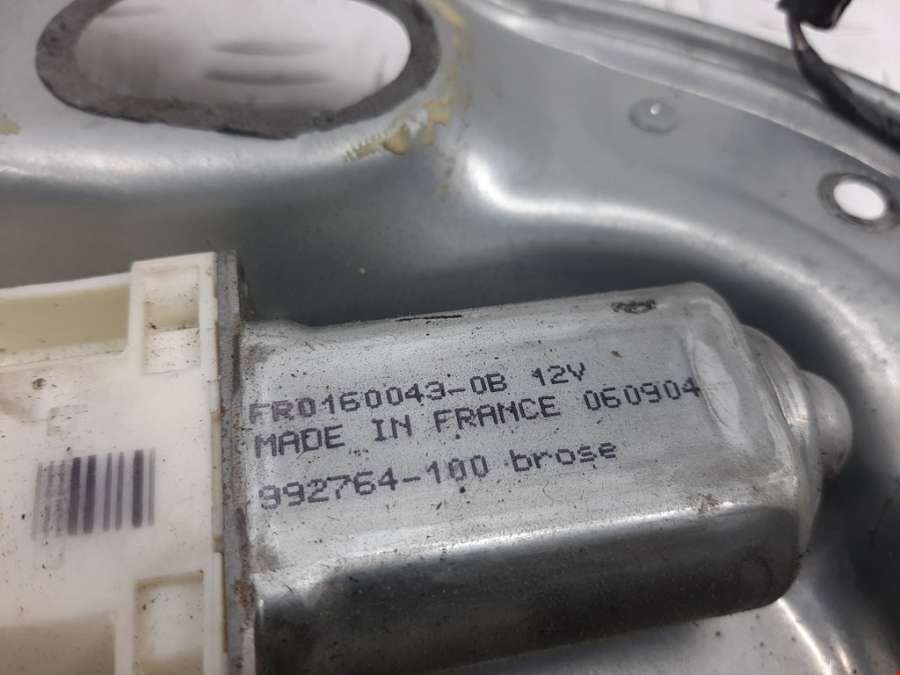 FR0160043-0B 12V
MADE IN FRANCE 060904
992764-100 brose